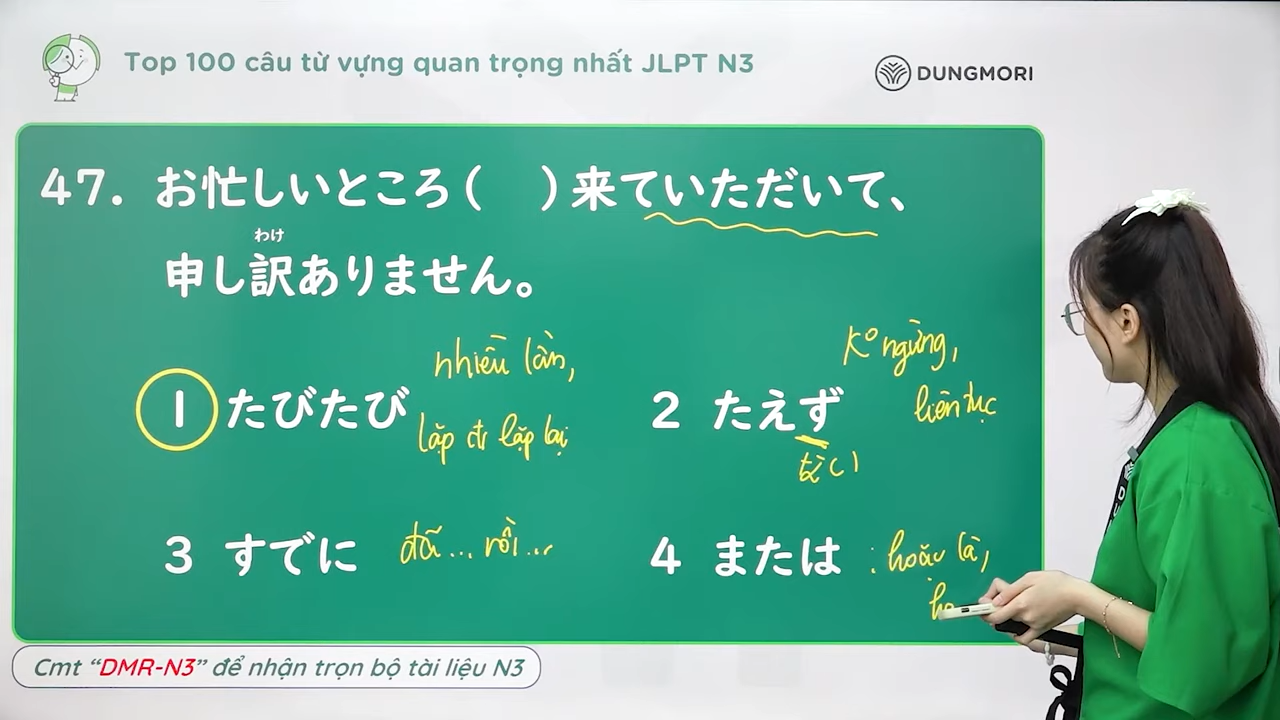 Top 100 câu từ vựng quan trọng nhất JLPT N3
DUNGMORI
47. お忙しいところ(　)来ていただいて、
わけ
申し訳ありません。
nhiều lần,
lặp đi lặp lại
1 たびたび
Ko ngừng,
liên tục
2 たえず
3 すでに
đã... rồi...
4 または
: hoặc là,
Cmt “DMR-N3” để nhận trọn bộ tài liệu N3